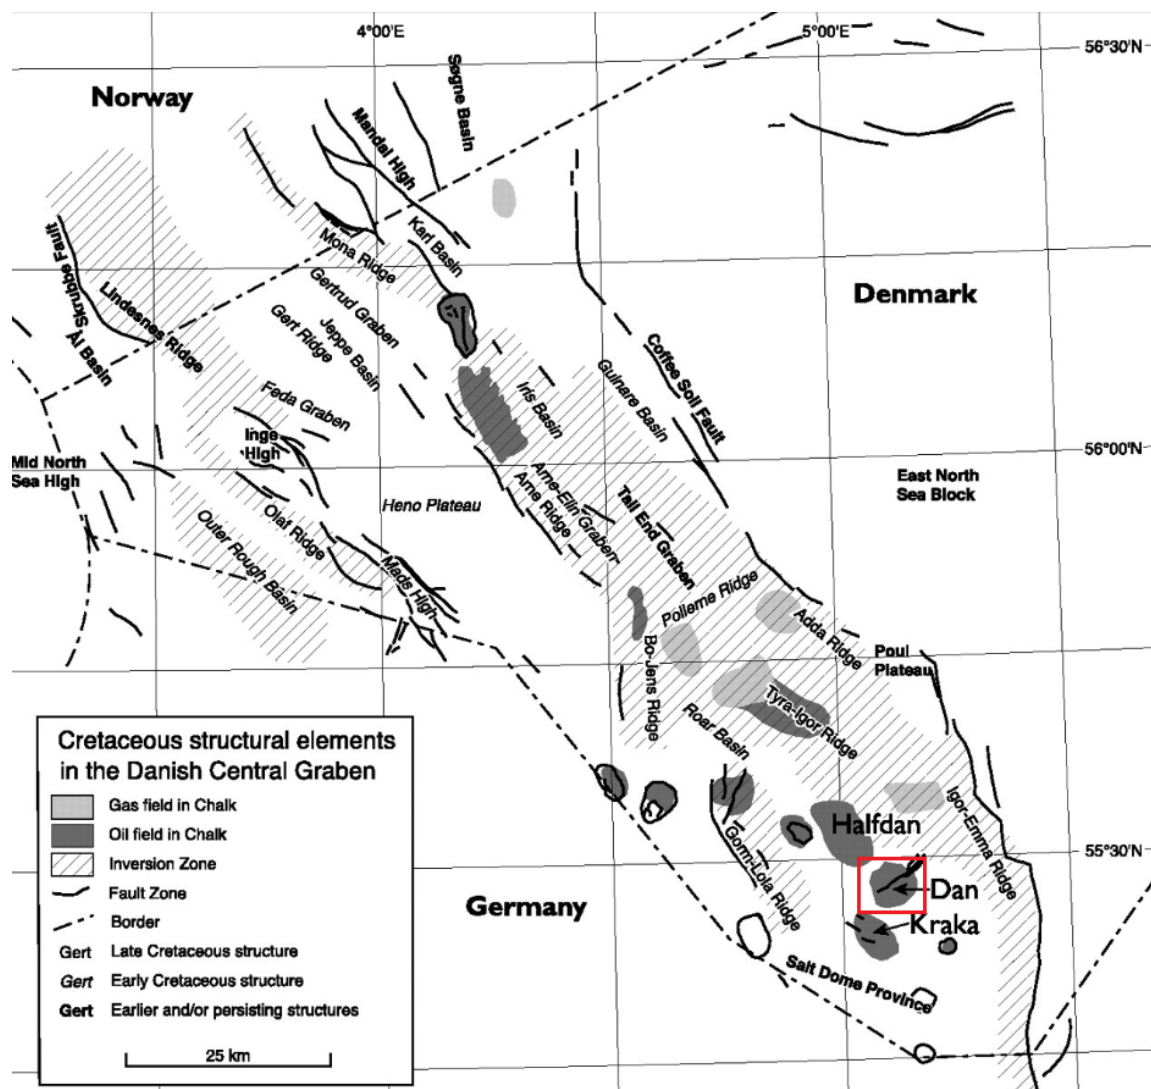 4°00'E
5°00'E
56°30'N
Norway
Søgne Basin
Mandal High
Karl Basin
Mona Ridge
Gertrud Graben
Gert Ridge
Jeppe Basin
Skrubbe Fault
Ål Basin
Lindesnes Ridge
Feda Graben
Denmark
Coffee Soil Fault
Gulnare Basin
Iris Basin
Inge
High
Mid North
Sea High
56°00'N
East North
Sea Block
Heno Plateau
Arne-Elin Graben
Arne Ridge
Tail End Graben
Olaf Ridge
Outer Rough Basin
Mads High
Pollerne Ridge
Adda Ridge
Poul
Plateau
Bo-Jens Ridge
Tyra-Igor Ridge
Roar Basin
Igor-Emma Ridge
Halfdan
55°30'N
Gorm-Lola Ridge
Dan
Germany
Kraka
Salt Dome Province
Cretaceous structural elements
in the Danish Central Graben
Gas field in Chalk
Oil field in Chalk
Inversion Zone
Fault Zone
Border
Gert Late Cretaceous structure
Gert Early Cretaceous structure
Gert Earlier and/or persisting structures
25 km